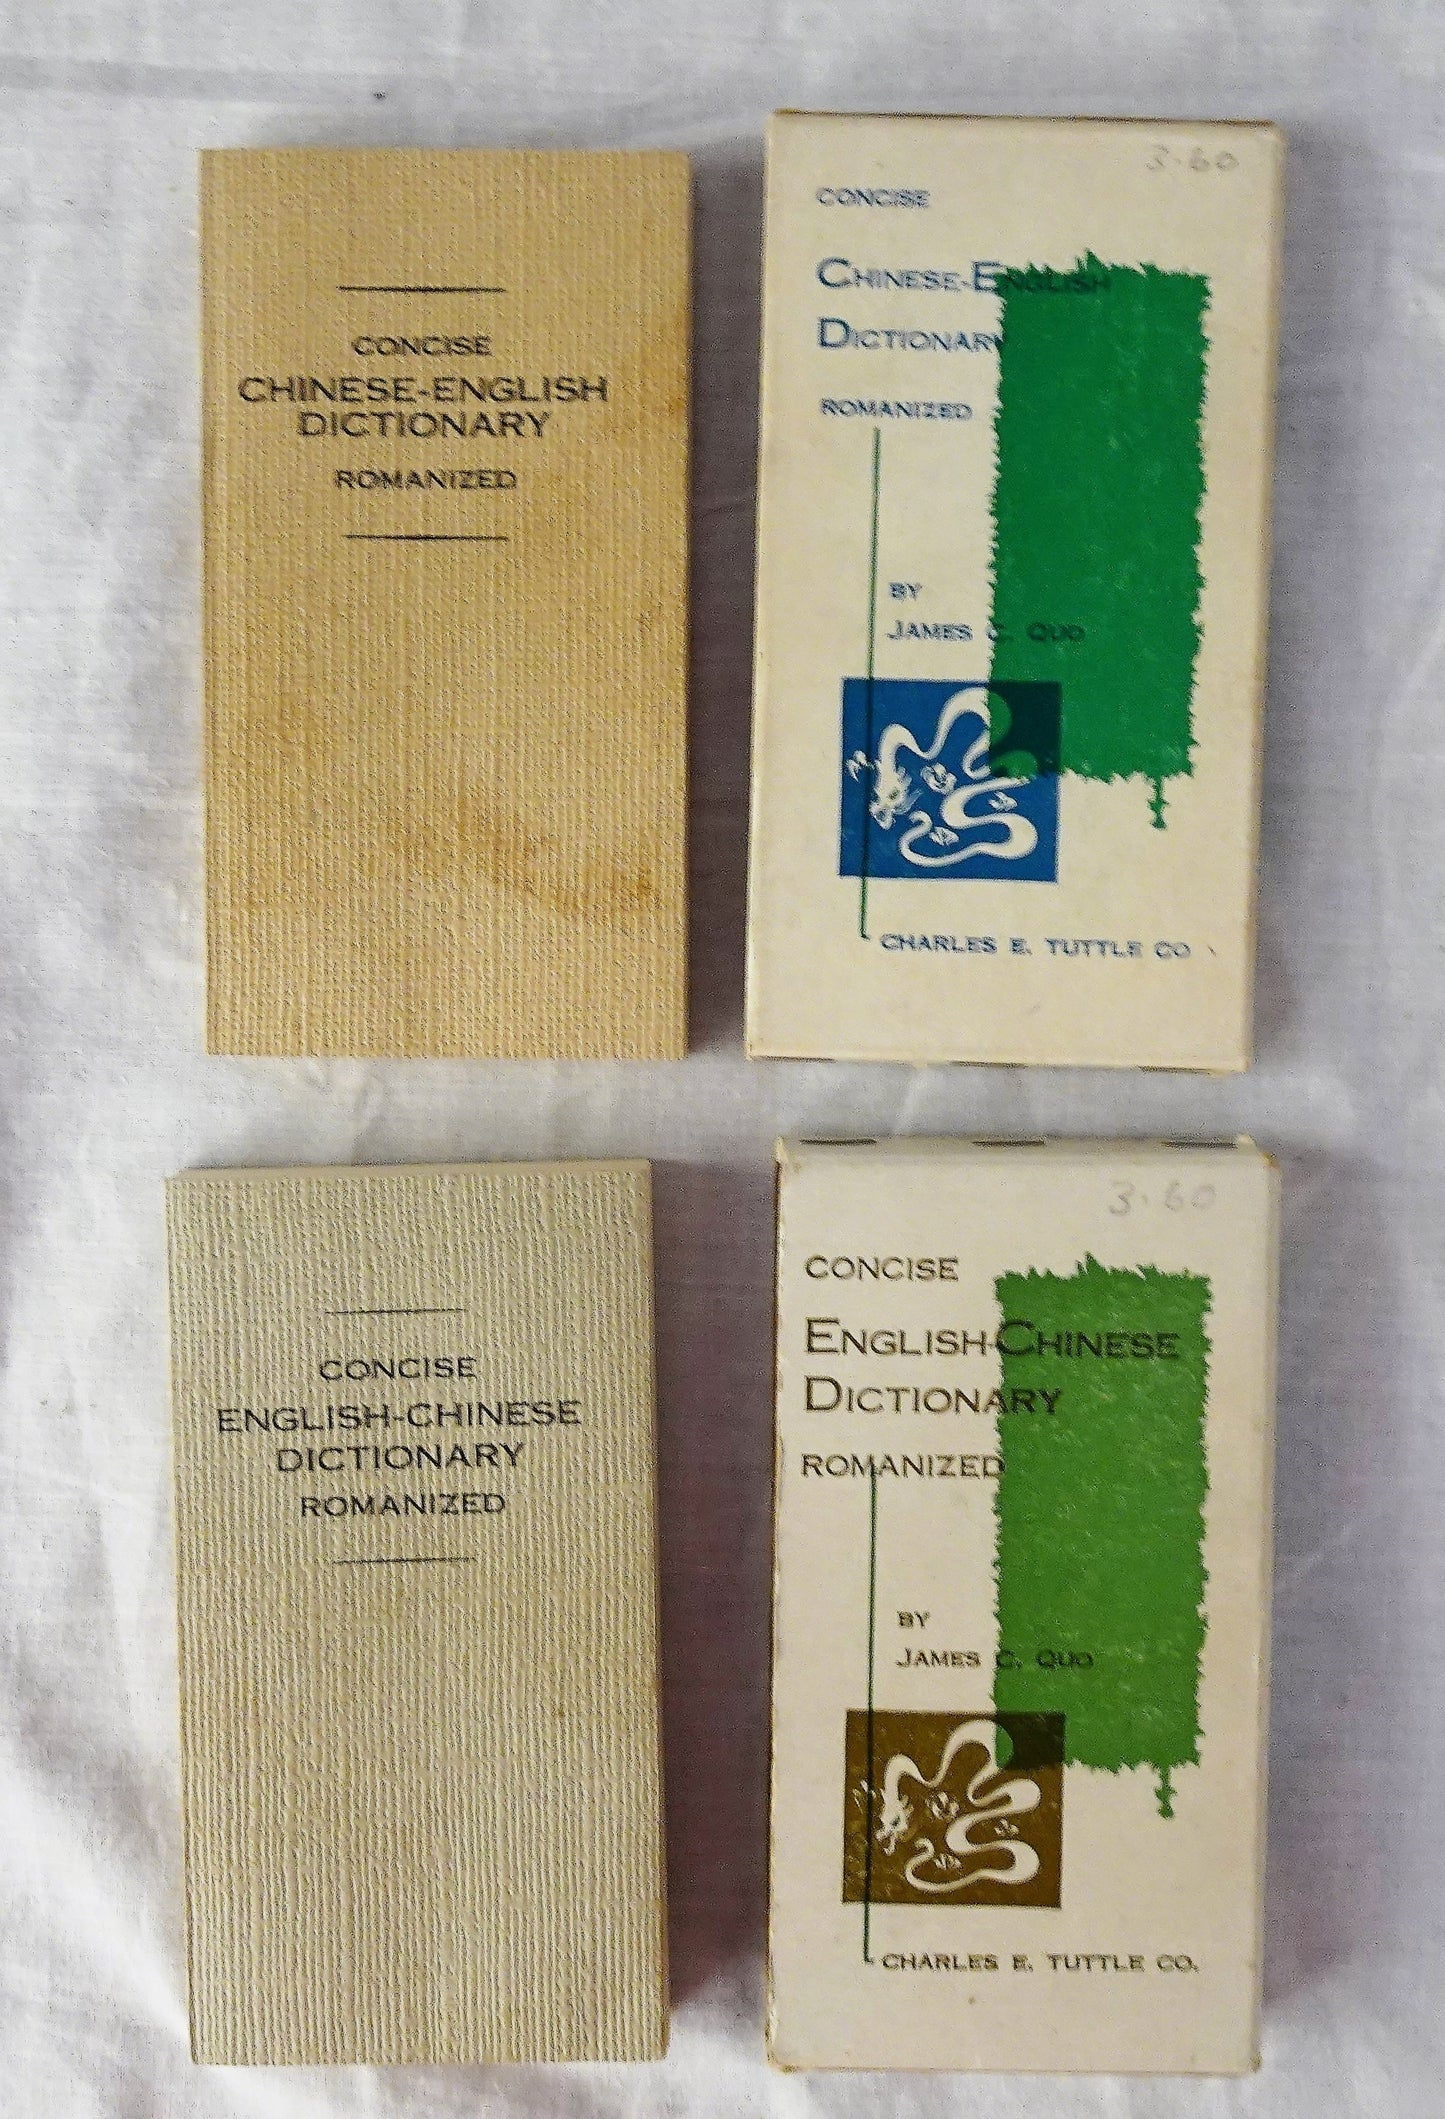 CONCISE
CHINESE-ENGLISH
DICTIONARY
ROMANIZED
3.60
CONCISE
CHINESE-ENGLISH
DICTIONARY
ROMANIZED
BY
JAMES C. QUO
CHARLES E. TUTTLE CO
CONCISE
ENGLISH-CHINESE
DICTIONARY
ROMANIZED
3.60
CONCISE
ENGLISH-CHINESE
DICTIONARY
ROMANIZED
BY
JAMES C. QUO
CHARLES E. TUTTLE CO.